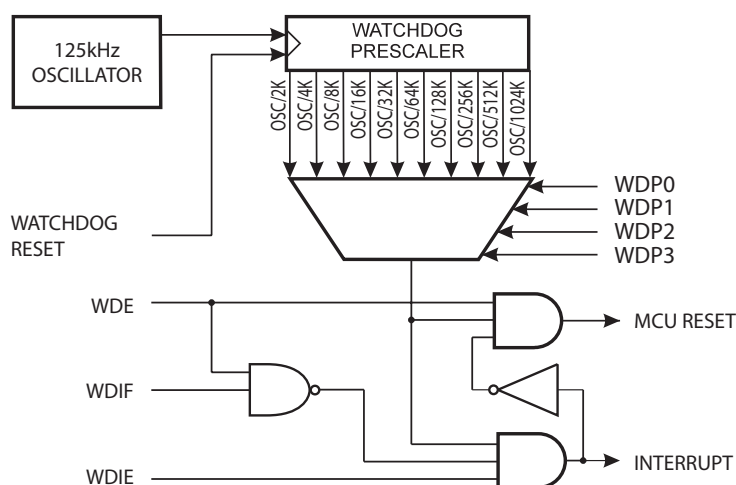 125kHz
OSCILLATOR
WATCHDOG
PRESCALER
OSC/2K
OSC/4K
OSC/8K
OSC/16K
OSC/32K
OSC/64K
OSC/128K
OSC/256K
OSC/512K
OSC/1024K
WATCHDOG
RESET
WDP0
WDP1
WDP2
WDP3
WDE
MCU RESET
WDIF
INTERRUPT
WDIE